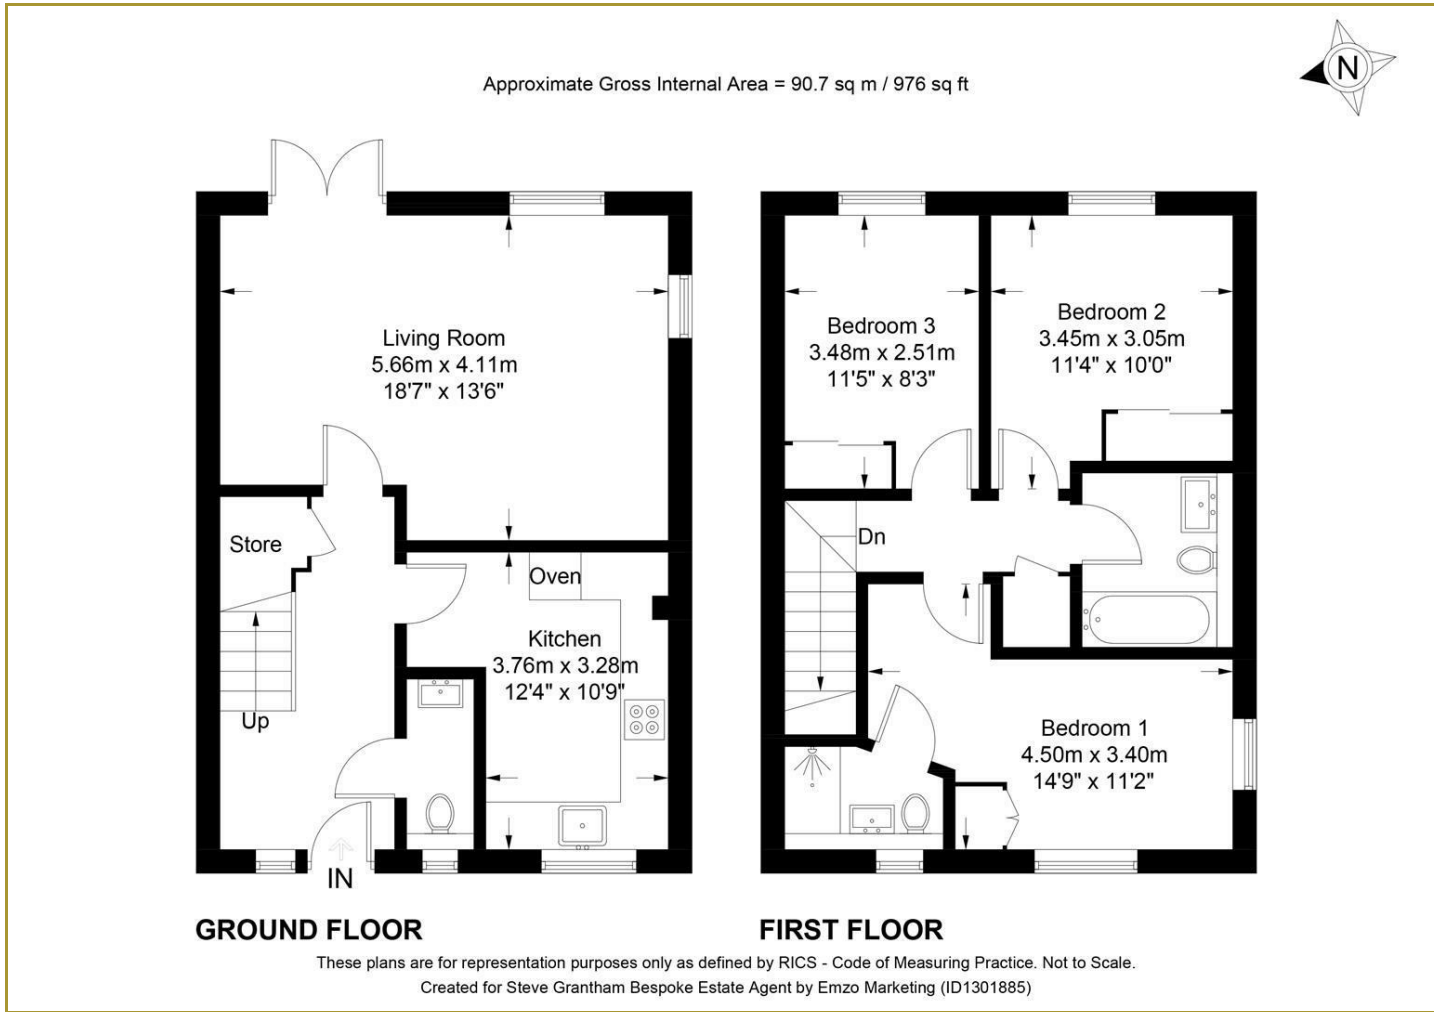 Approximate Gross Internal Area = 90.7 sq m / 976 sq ft
N
Living Room
5.66m x 4.11m
18'7" x 13'6"
Store
Up
Oven
Kitchen
3.76m x 3.28m
12'4" x 10'9"
IN
Bedroom 3
3.48m x 2.51m
11'5" x 8'3"
Bedroom 2
3.45m x 3.05m
11'4" x 10'0"
Dn
Bedroom 1
4.50m x 3.40m
14'9" x 11'2"
GROUND FLOOR
FIRST FLOOR
These plans are for representation purposes only as defined by RICS - Code of Measuring Practice. Not to Scale.
Created for Steve Grantham Bespoke Estate Agent by Emzo Marketing (ID1301885)